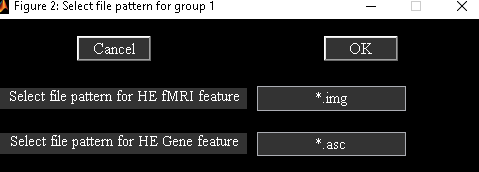 Figure 2: Select file pattern for group 1
Cancel
OK
Select file pattern for HE fMRI feature
*.img
Select file pattern for HE Gene feature
*.asc